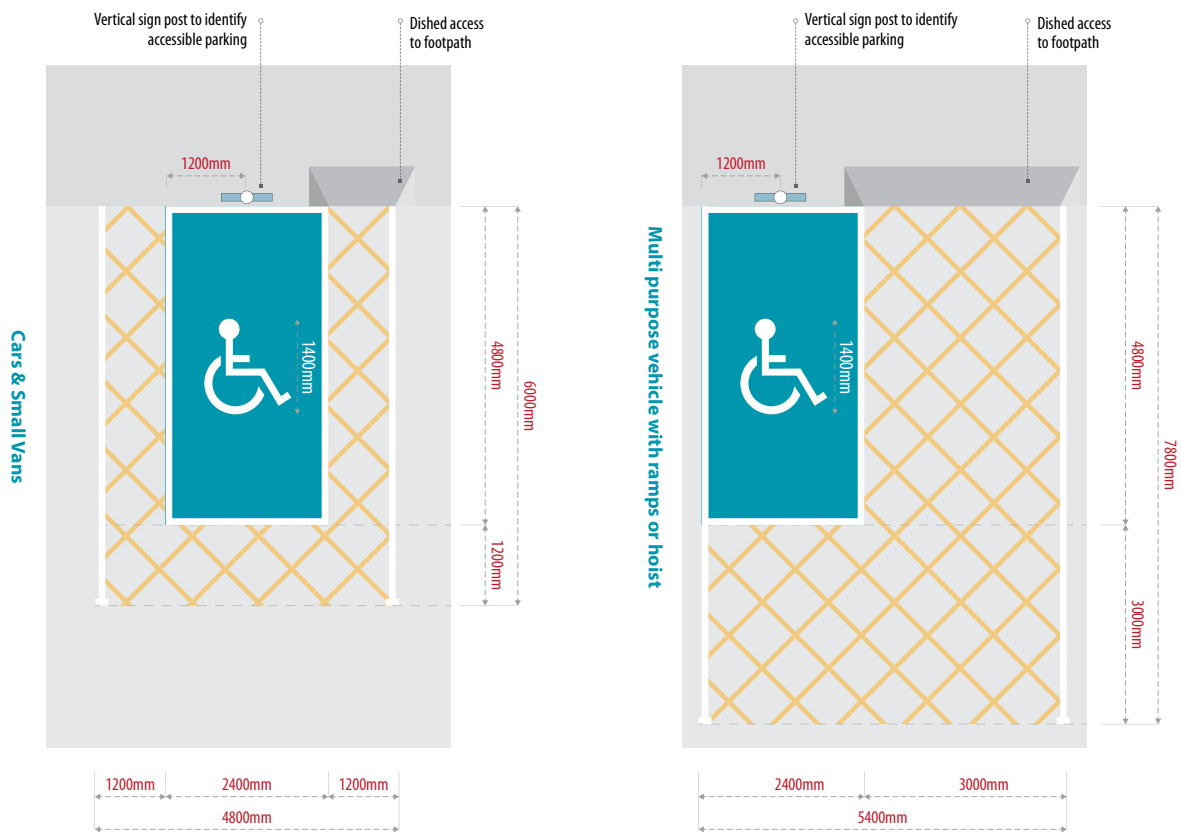 Vertical sign post to identify
accessible parking
Dished access
to footpath
1200mm
Cars & Small Vans
1400mm
4800mm
6000mm
1200mm
1200mm
2400mm
1200mm
4800mm
Vertical sign post to identify
accessible parking
Dished access
to footpath
1200mm
Multi purpose vehicle with ramps or hoist
1400mm
4800mm
7800mm
3000mm
2400mm
3000mm
5400mm